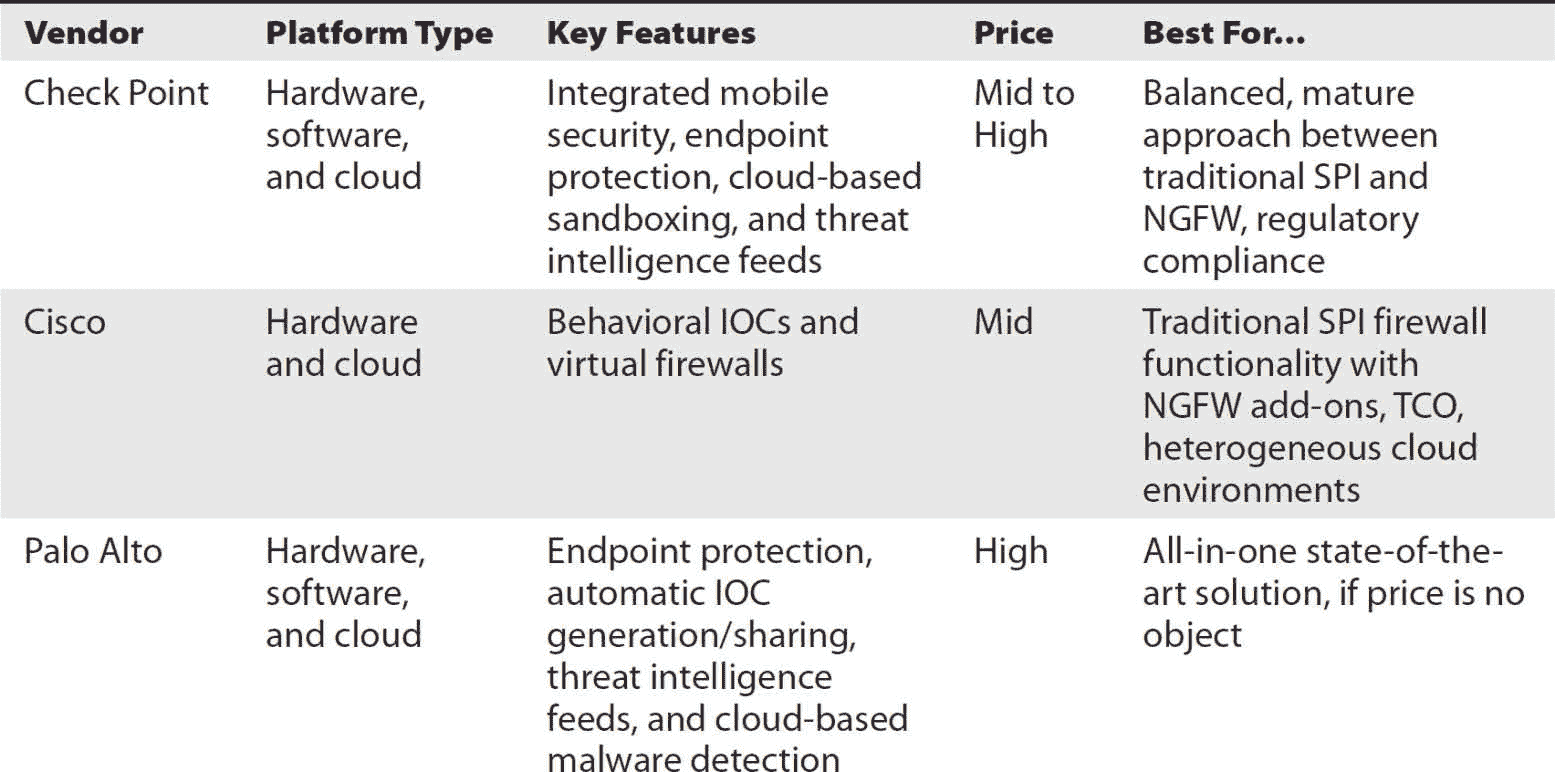 Vendor Platform Type Key Features Price Best For...
Check Point Hardware, Integrated mobile Mid to Balanced, mature
software, security, endpoint High approach between
and cloud protection, cloud-based traditional SPI and
sandboxing, and threat NGFW, regulatory
intelligence feeds compliance
Cisco Hardware Behavioral IOCs and Mid Traditional SPI firewall
and cloud virtual firewalls functionality with
NGFW add-ons, TCO,
heterogeneous cloud
environments
Palo Alto Hardware, Endpoint protection, High All-in-one state-of-the-
software, automatic IOC art solution, if price is no
and cloud generation/sharing, object
threat intelligence
feeds, and cloud-based
malware detection